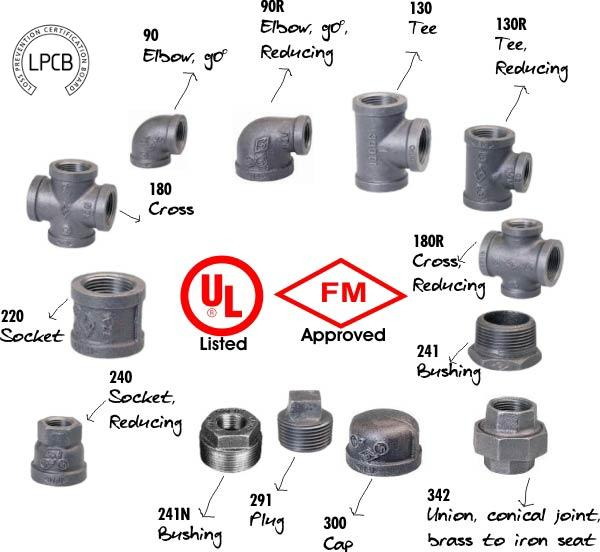 LOSS PREVENTION CERTIFICATION BOARD
LPCB
90
Elbow, 90°
90R
Elbow, 90°,
Reducing
130
Tee
130R
Tee,
Reducing
180
Cross
180R
Cross,
Reducing
220
Socket
UL
®
Listed
FM
Approved
241
Bushing
240
Socket,
Reducing
241N
Bushing
291
Plug
300
Cap
342
Union, conical joint,
brass to iron seat